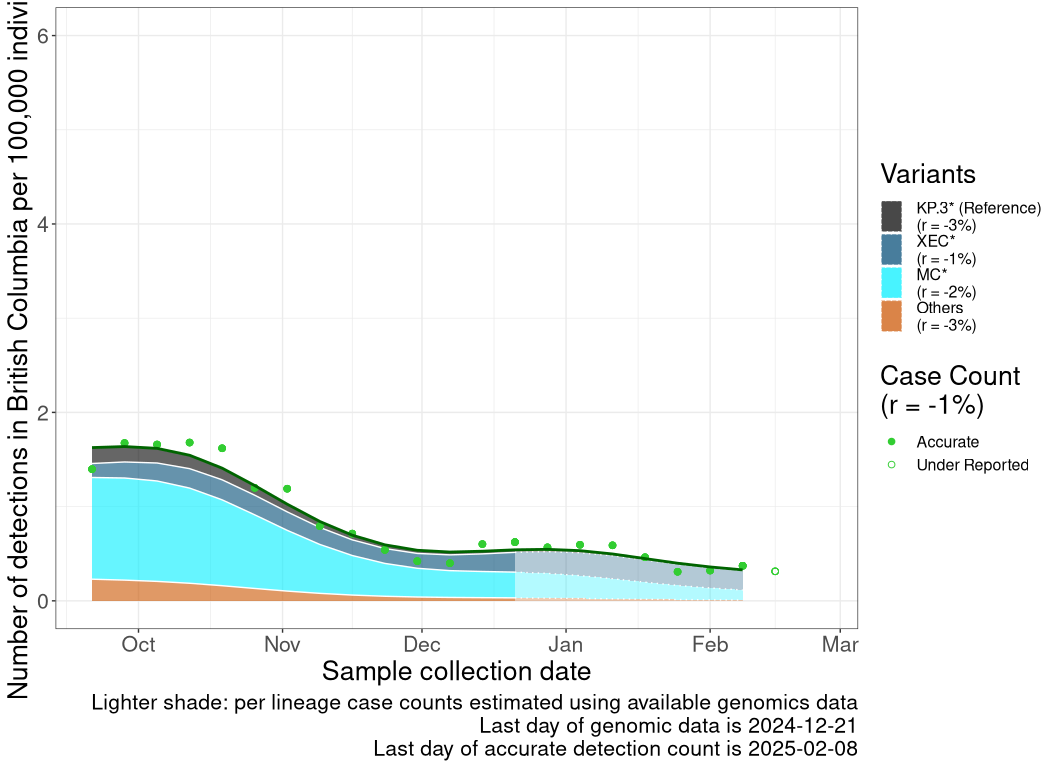 Number of detections in British Columbia per 100,000 indivi
6
4
2
0
Oct Nov Dec Jan Feb Mar
Sample collection date
Lighter shade: per lineage case counts estimated using available genomics data
Last day of genomic data is 2024-12-21
Last day of accurate detection count is 2025-02-08
Variants
KP.3* (Reference)
(r = -3%)
XEC*
(r = -1%)
MC*
(r = -2%)
Others
(r = -3%)
Case Count
(r = -1%)
Accurate
Under Reported